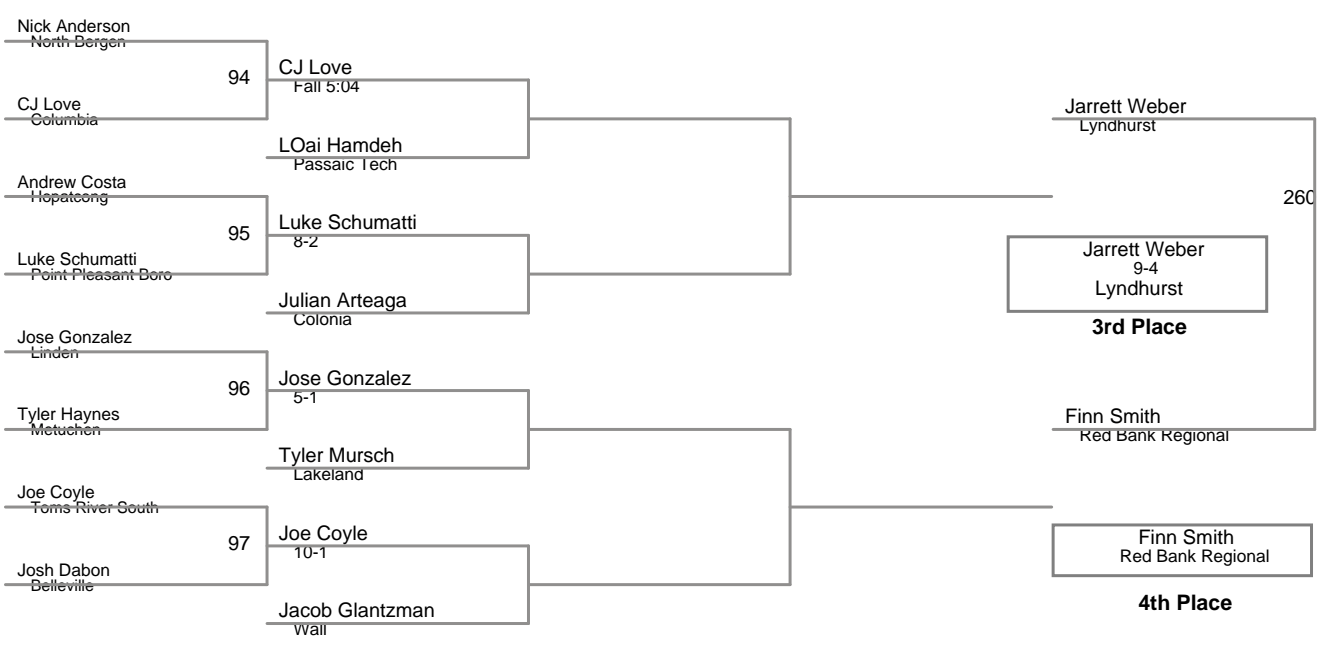 Nick Anderson
North Bergen
94
CJ Love
Columbia
Andrew Costa
Hopatcong
95
Luke Schumatti
Point Pleasant Boro
Jose Gonzalez
Linden
96
Tyler Haynes
Metuchen
Joe Coyle
Toms River South
97
Josh Dabon
Belleville
CJ Love
Fall 5:04
LOai Hamdeh
Passaic Tech
Luke Schumatti
8-2
Julian Arteaga
Colonia
Jose Gonzalez
5-1
Tyler Mursch
Lakeland
Joe Coyle
10-1
Jacob Glantzman
Wall
Jarrett Weber
Lyndhurst
260
Jarrett Weber
9-4
Lyndhurst
3rd Place
Finn Smith
Red Bank Regional
Finn Smith
Red Bank Regional
4th Place